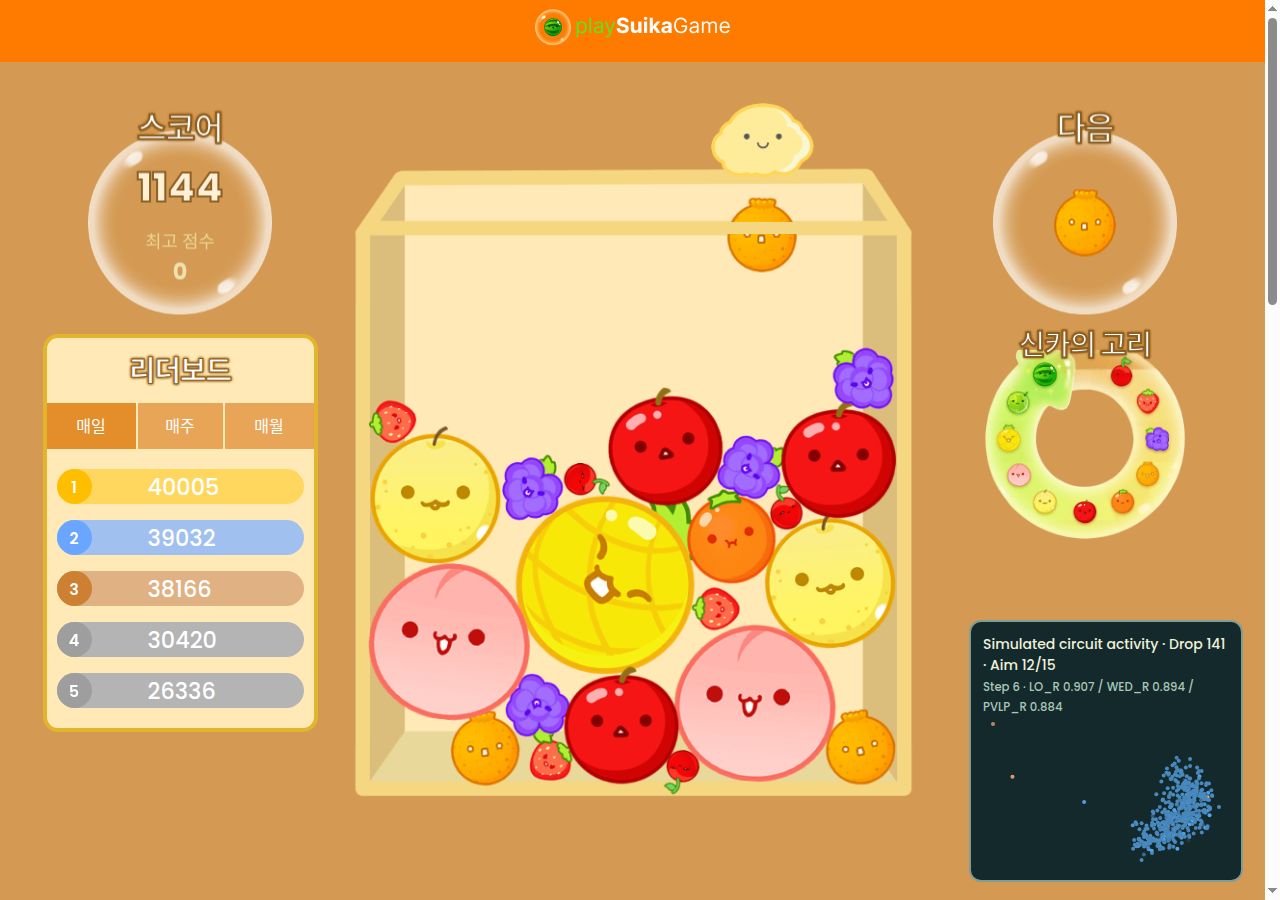 playSuikaGame
스코어
1144
최고 점수
0
다음
리더보드
매일
매주
매월
1 40005
2 39032
3 38166
4 30420
5 26336
신카의 고리
Simulated circuit activity · Drop 141
· Aim 12/15
Step 6 · LO_R 0.907 / WED_R 0.894 /
PVLP_R 0.884